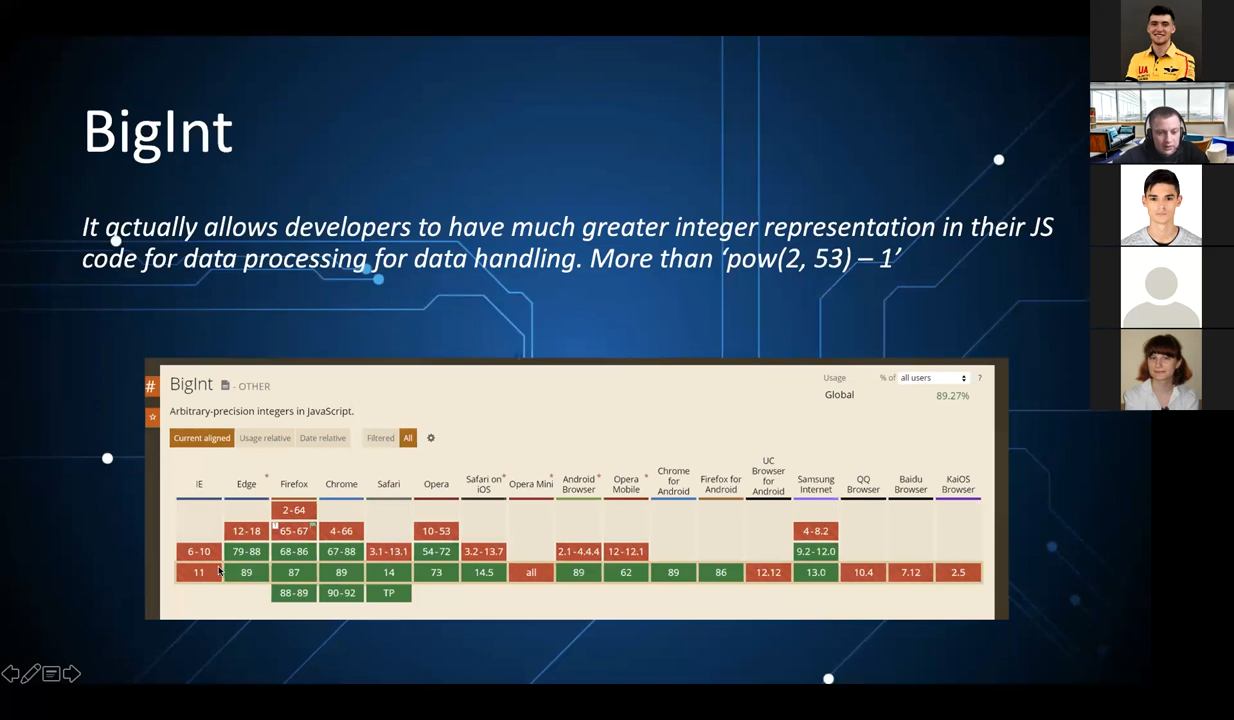 BigInt
It actually allows developers to have much greater integer representation in their JS
code for data processing for data handling. More than ‘pow(2, 53) – 1’
UA
#
BigInt - OTHER
Usage % of all users ?
Global 89.27%
Arbitrary-precision integers in JavaScript.
Current aligned Usage relative Date relative Filtered All
IE Edge * Firefox Chrome Safari Opera Safari on iOS * Opera Mini * Android Browser * Opera Mobile * Chrome for Android Firefox for Android UC Browser for Android Samsung Internet QQ Browser Baidu Browser KaiOS Browser
2-64
12-18 65-67 4-66 10-53 4-8.2
6-10 79-88 68-86 67-88 3.1-13.1 54-72 3.2-13.7 2.1-4.4.4 12-12.1 9.2-12.0
11 89 87 89 14 73 14.5 all 89 62 89 86 12.12 13.0 10.4 7.12 2.5
88-89 90-92 TP